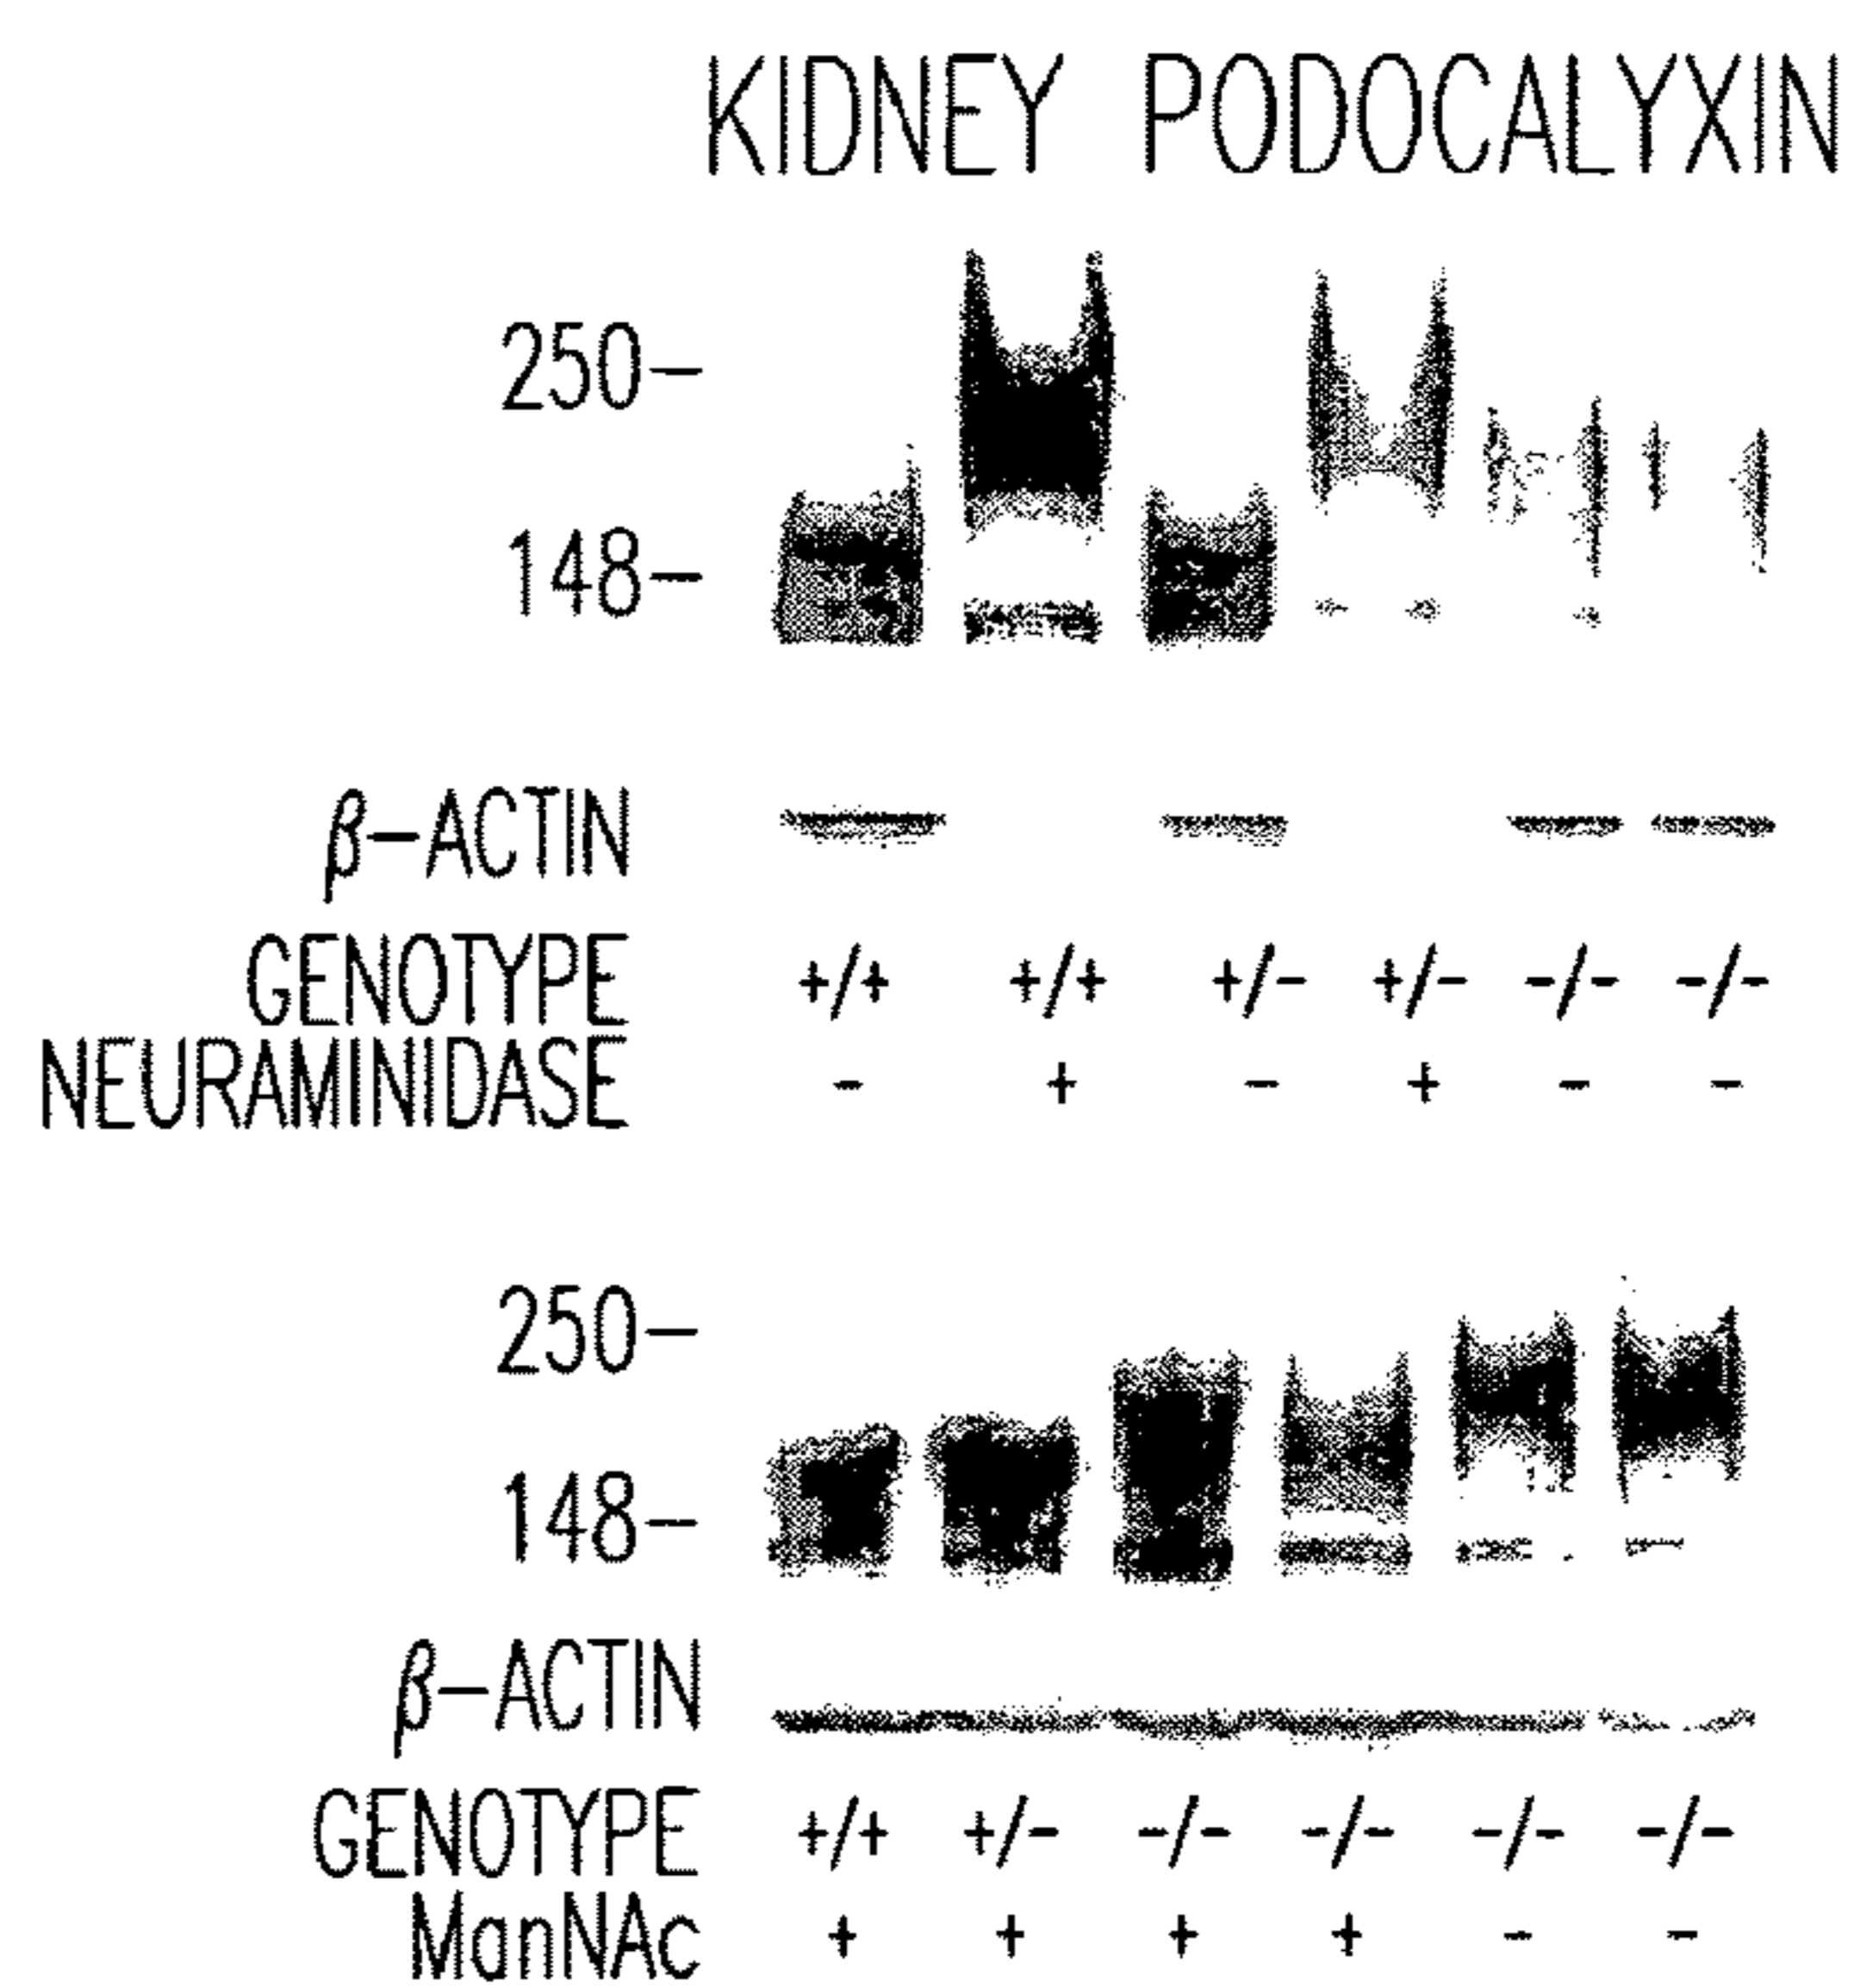 KIDNEY PODOCALYXIN
250-
148-
β-ACTIN
GENOTYPE +/+ +/+ +/- +/- -/- -/-
NEURAMINIDASE - + - + - -
250-
148-
β-ACTIN
GENOTYPE +/+ +/- -/- -/- -/- -/-
ManNAc + + + + - -